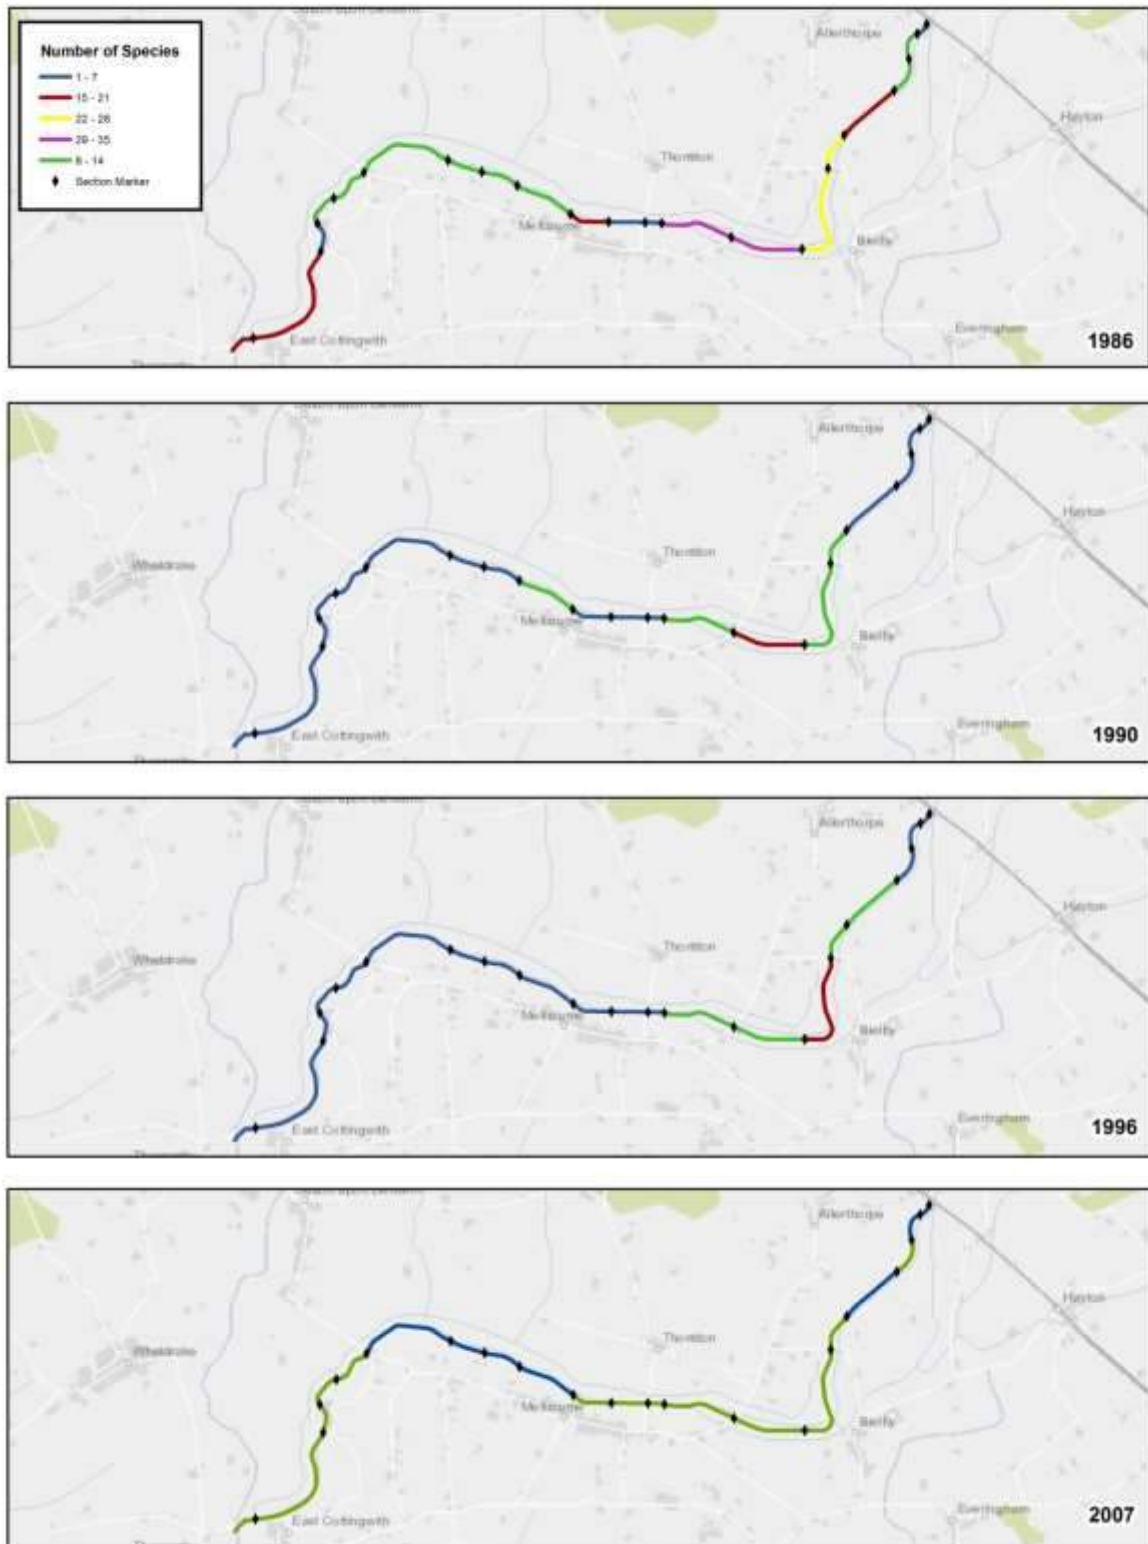 Number of Species
1 - 7
15 - 21
22 - 28
29 - 35
8 - 14
Section Marker
Allerthorpe
Hayton
Thornton
Melbourne
Bielby
Everingham
East Cottingwith
1986
Allerthorpe
Hayton
Wheldrake
Thornton
Melbourne
Bielby
Everingham
East Cottingwith
1990
Allerthorpe
Hayton
Wheldrake
Thornton
Melbourne
Bielby
Everingham
East Cottingwith
1996
Allerthorpe
Hayton
Wheldrake
Thornton
Melbourne
Bielby
Everingham
East Cottingwith
2007